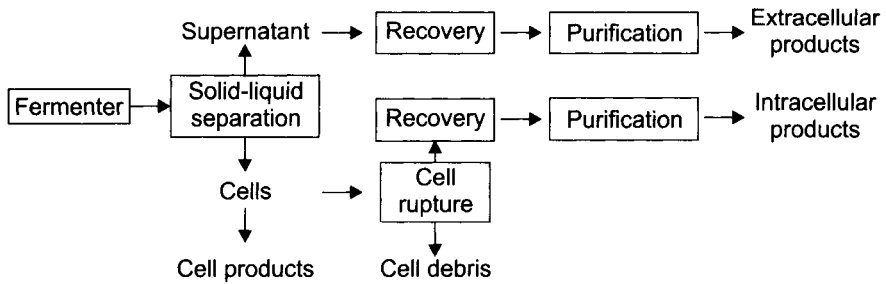 Supernatant
Recovery
Purification
Extracellular
products
Fermenter
Solid-liquid
separation
Recovery
Purification
Intracellular
products
Cells
Cell
rupture
Cell products
Cell debris